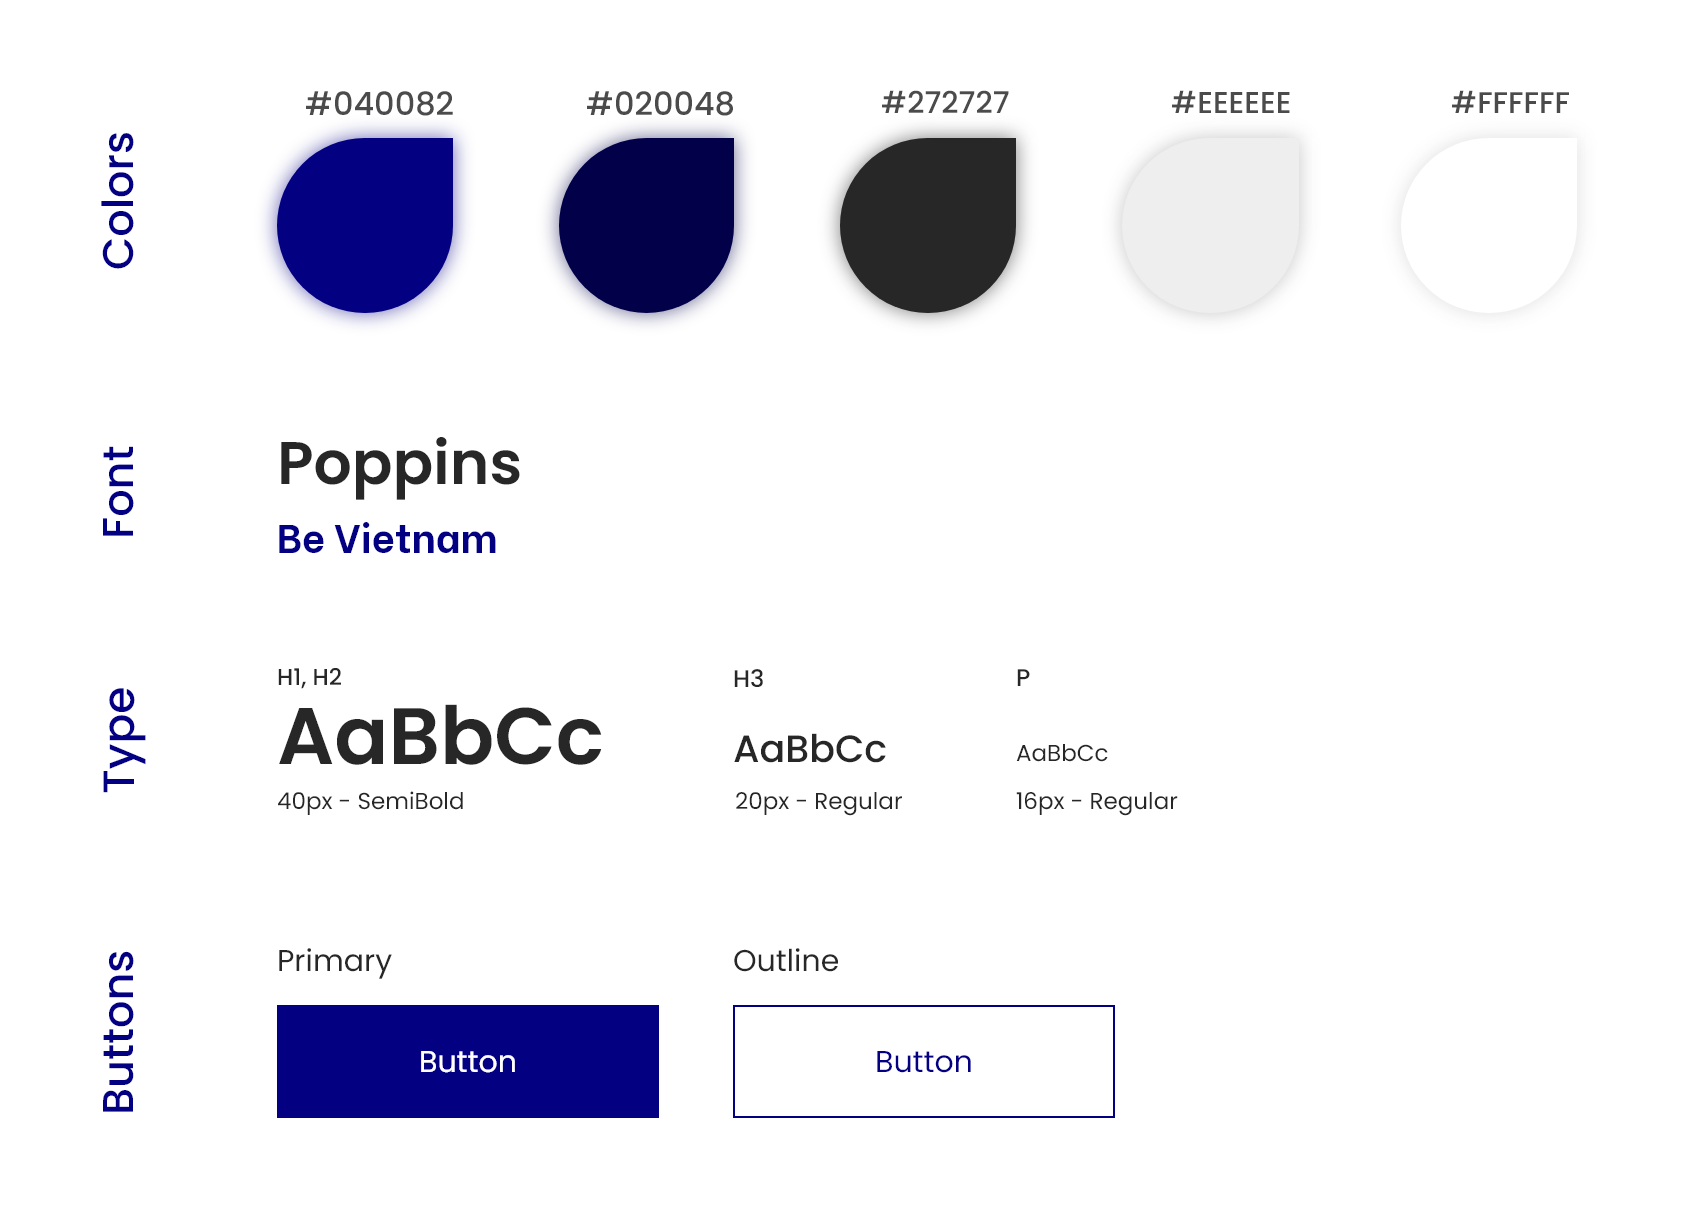 Colors
#040082
#020048
#272727
#EEEEEE
#FFFFFF
Font
Poppins
Be Vietnam
Type
H1, H2
AaBbCc
40px - SemiBold
H3
AaBbCc
20px - Regular
P
AaBbCc
16px - Regular
Buttons
Primary
Button
Outline
Button